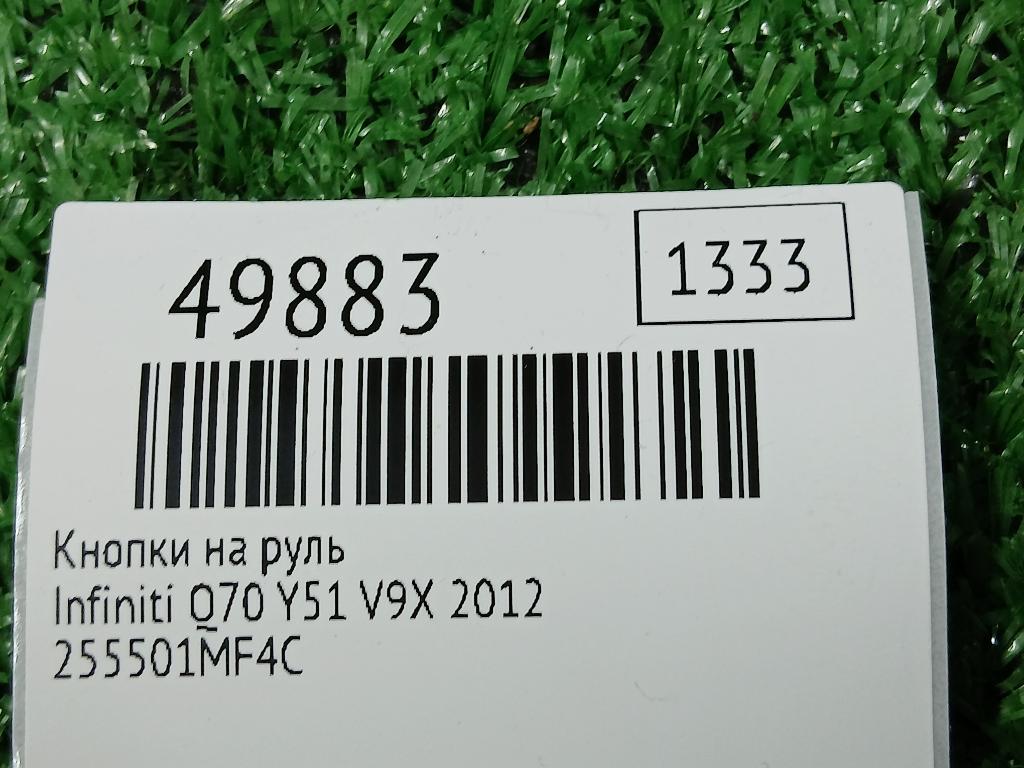 49883
1333
Кнопки на руль
Infiniti Q70 Y51 V9X 2012
255501MF4C